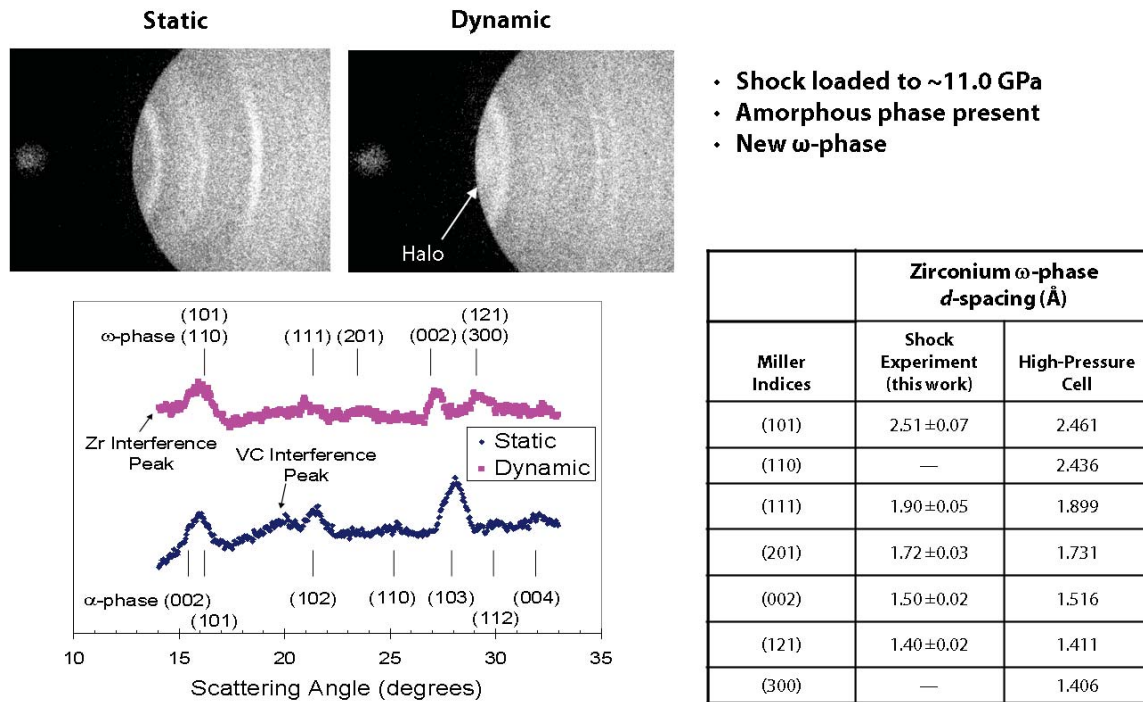 Static
Dynamic
Halo
• Shock loaded to ~11.0 GPa
• Amorphous phase present
• New ω-phase
(101)
(121)
ω-phase (110)
(111) (201)
(002) (300)
Zr Interference
Peak
VC Interference
Peak
Static
Dynamic
α-phase (002)
(101)
(102)
(110)
(103)
(112)
(004)
10
15
20
25
30
35
Scattering Angle (degrees)
Zirconium ω-phase
d-spacing (Å)
Miller
Indices
Shock
Experiment
(this work)
High-Pressure
Cell
(101) 2.51 ±0.07 2.461
(110) — 2.436
(111) 1.90 ±0.05 1.899
(201) 1.72 ±0.03 1.731
(002) 1.50 ±0.02 1.516
(121) 1.40 ±0.02 1.411
(300) — 1.406